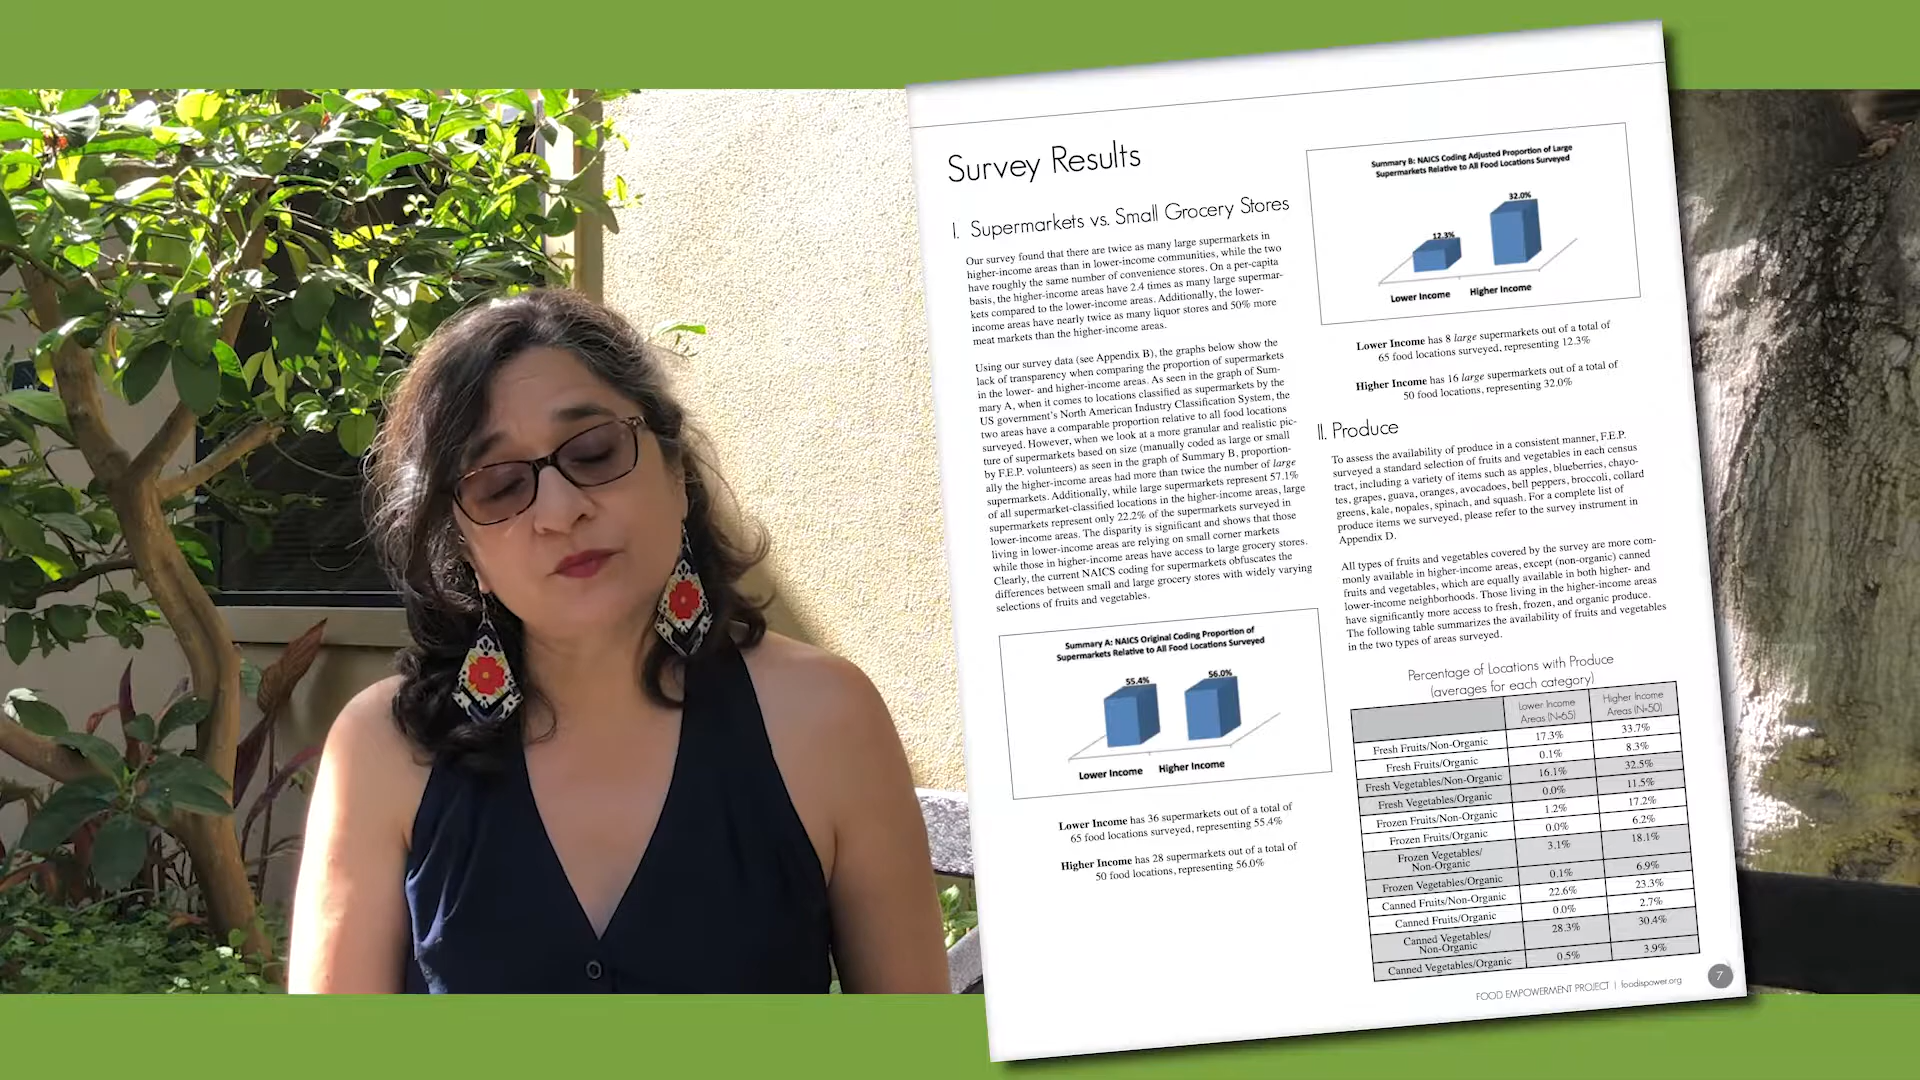 Survey Results
I. Supermarkets vs. Small Grocery Stores
Our survey found that there are twice as many large supermarkets in
higher-income areas than in lower-income communities, while the two
have roughly the same number of convenience stores. On a per-capita
basis, the higher-income areas have 2.4 times as many large supermar-
kets compared to the lower-income areas. Additionally, the lower-
income areas have nearly twice as many liquor stores and 50% more
meat markets than the higher-income areas.
Using our survey data (see Appendix B), the graphs below show the
lack of transparency when comparing the proportion of supermarkets
in the lower- and higher-income areas. As seen in the graph of Sum-
mary A, when it comes to locations classified as supermarkets by the
US government's North American Industry Classification System, the
two areas have a comparable proportion relative to all food locations
surveyed. However, when we look at a more granular and realistic pic-
ture of supermarkets based on size (manually coded as large or small
by F.E.P. volunteers) as seen in the graph of Summary B, proportion-
ally the higher-income areas had more than twice the number of large
supermarkets. Additionally, while large supermarkets represent 57.1%
of all supermarket-classified locations in the higher-income areas, large
supermarkets represent only 22.2% of the supermarkets surveyed in
lower-income areas. The disparity is significant and shows that those
living in lower-income areas are relying on small corner markets
while those in higher-income areas have access to large grocery stores.
Clearly, the current NAICS coding for supermarkets obfuscates the
differences between small and large grocery stores with widely varying
selections of fruits and vegetables.
Summary A: NAICS Original Coding Proportion of
Supermarkets Relative to All Food Locations Surveyed
55.4% 56.0%
Lower Income Higher Income
Lower Income has 36 supermarkets out of a total of
65 food locations surveyed, representing 55.4%
Higher Income has 28 supermarkets out of a total of
50 food locations, representing 56.0%
Summary B: NAICS Coding Adjusted Proportion of Large
Supermarkets Relative to All Food Locations Surveyed
12.3% 32.0%
Lower Income Higher Income
Lower Income has 8 large supermarkets out of a total of
65 food locations surveyed, representing 12.3%
Higher Income has 16 large supermarkets out of a total of
50 food locations, representing 32.0%
II. Produce
To assess the availability of produce in a consistent manner, F.E.P.
surveyed a standard selection of fruits and vegetables in each census
tract, including a variety of items such as apples, blueberries, chayo-
tes, grapes, guava, oranges, avocadoes, bell peppers, broccoli, collard
greens, kale, nopales, spinach, and squash. For a complete list of
produce items we surveyed, please refer to the survey instrument in
Appendix D.
All types of fruits and vegetables covered by the survey are more com-
monly available in higher-income areas, except (non-organic) canned
fruits and vegetables, which are equally available in both higher- and
lower-income neighborhoods. Those living in the higher-income areas
have significantly more access to fresh, frozen, and organic produce.
The following table summarizes the availability of fruits and vegetables
in the two types of areas surveyed.
Percentage of Locations with Produce
(averages for each category)
Lower Income Areas (N=65) Higher Income Areas (N=50)
Fresh Fruits/Non-Organic 17.3% 33.7%
Fresh Fruits/Organic 0.1% 8.3%
Fresh Vegetables/Non-Organic 16.1% 32.5%
Fresh Vegetables/Organic 0.0% 11.5%
Frozen Fruits/Non-Organic 1.2% 17.2%
Frozen Fruits/Organic 0.0% 6.2%
Frozen Vegetables/Non-Organic 3.1% 18.1%
Frozen Vegetables/Organic 0.1% 6.9%
Canned Fruits/Non-Organic 22.6% 23.3%
Canned Fruits/Organic 0.0% 2.7%
Canned Vegetables/Non-Organic 28.3% 30.4%
Canned Vegetables/Organic 0.5% 3.9%
FOOD EMPOWERMENT PROJECT | foodispower.org 7